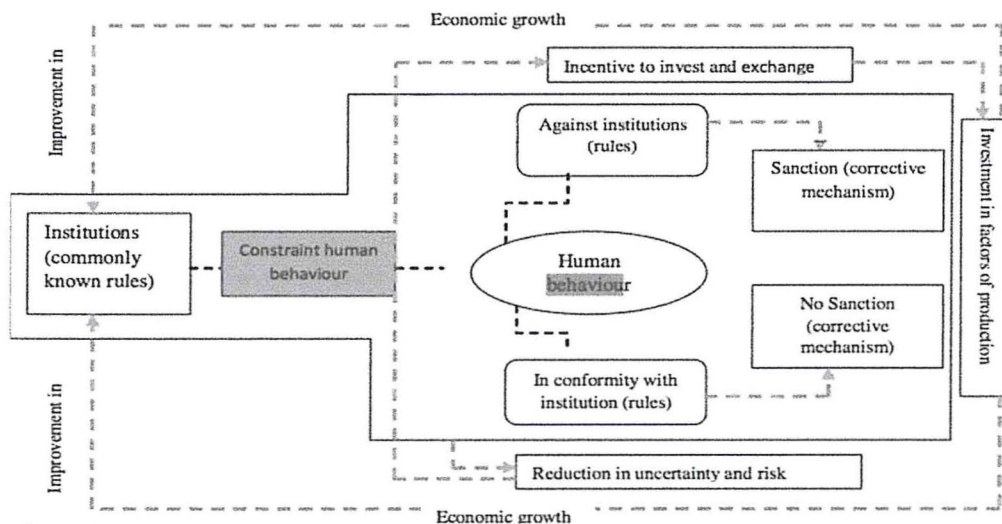 Economic growth
Improvement in
Incentive to invest and exchange
Against institutions
(rules)
Sanction (corrective
mechanism)
Investment in factors of production
Institutions
(commonly
known rules)
Constraint human
behaviour
Human
behaviour
No Sanction
(corrective
mechanism)
In conformity with
institution (rules)
Improvement in
Reduction in uncertainty and risk
Economic growth